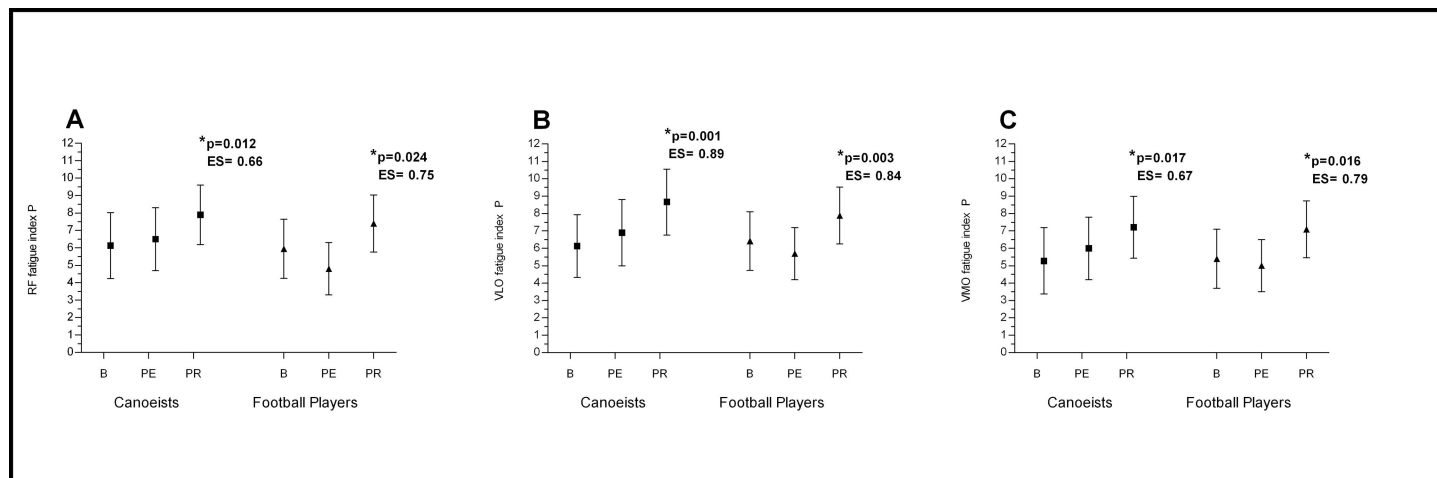 A
*p=0.012
ES= 0.66
*p=0.024
ES= 0.75
12
11
10
9
8
7
6
5
4
3
2
1
0
RF fatigue index P
B PE PR B PE PR
Canoeists Football Players
B
*p=0.001
ES= 0.89
*p=0.003
ES= 0.84
12
11
10
9
8
7
6
5
4
3
2
1
0
VLO fatigue index P
B PE PR B PE PR
Canoeists Football Players
C
*p=0.017
ES= 0.67
*p=0.016
ES= 0.79
12
11
10
9
8
7
6
5
4
3
2
1
0
VMO fatigue index P
B PE PR B PE PR
Canoeists Football Players